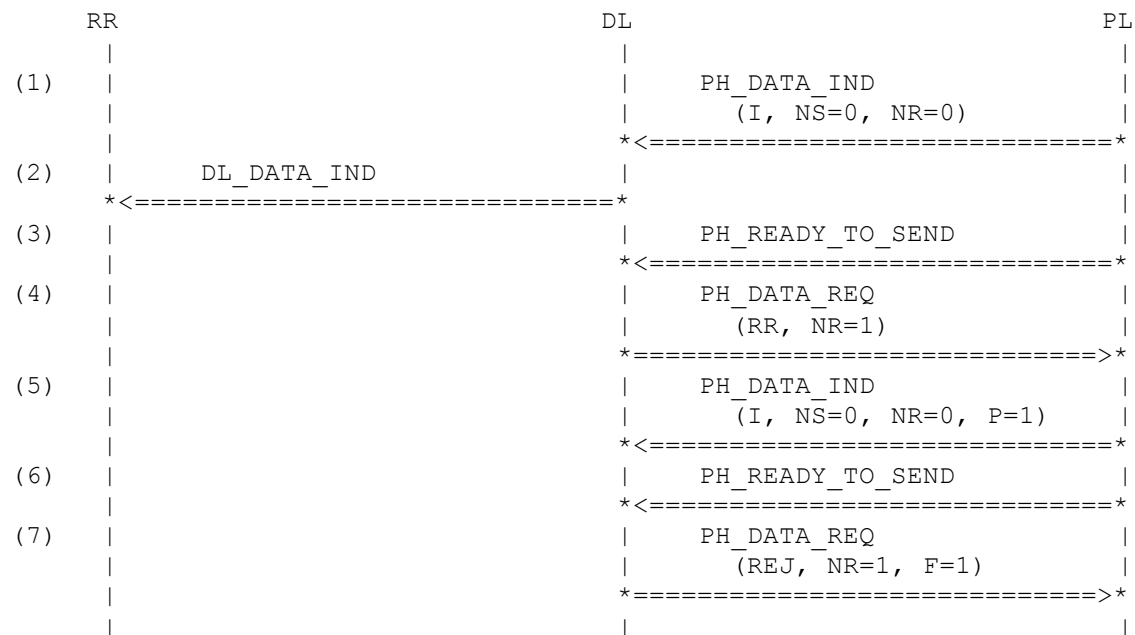 RR DL PL
(1) PH_DATA_IND
(I, NS=0, NR=0)
(2) DL_DATA_IND
(3) PH_READY_TO_SEND
(4) PH_DATA_REQ
(RR, NR=1)
(5) PH_DATA_IND
(I, NS=0, NR=0, P=1)
(6) PH_READY_TO_SEND
(7) PH_DATA_REQ
(REJ, NR=1, F=1)